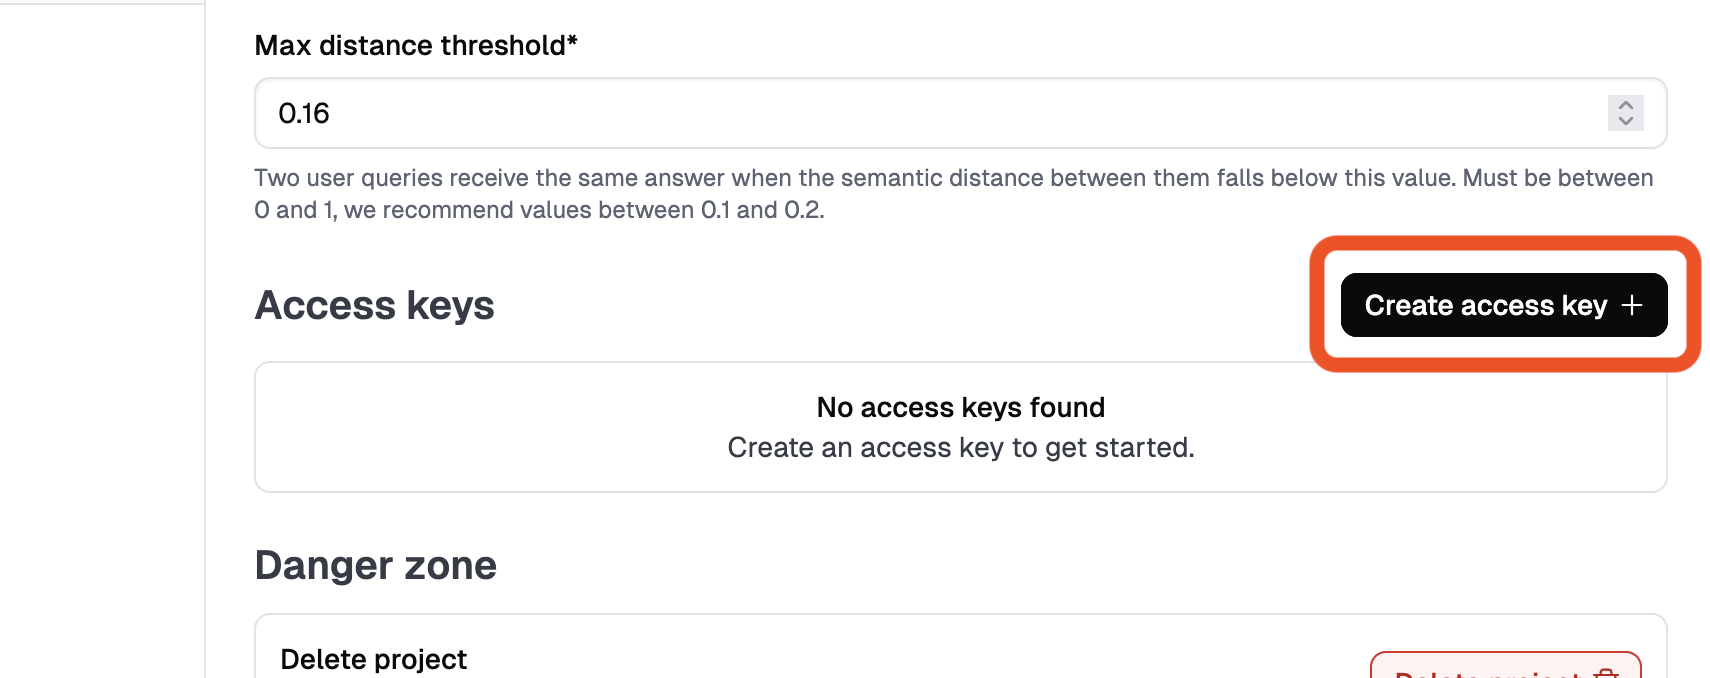 Max distance threshold*
0.16
Two user queries receive the same answer when the semantic distance between them falls below this value. Must be between
0 and 1, we recommend values between 0.1 and 0.2.
Access keys
Create access key +
No access keys found
Create an access key to get started.
Danger zone
Delete project
Delete project